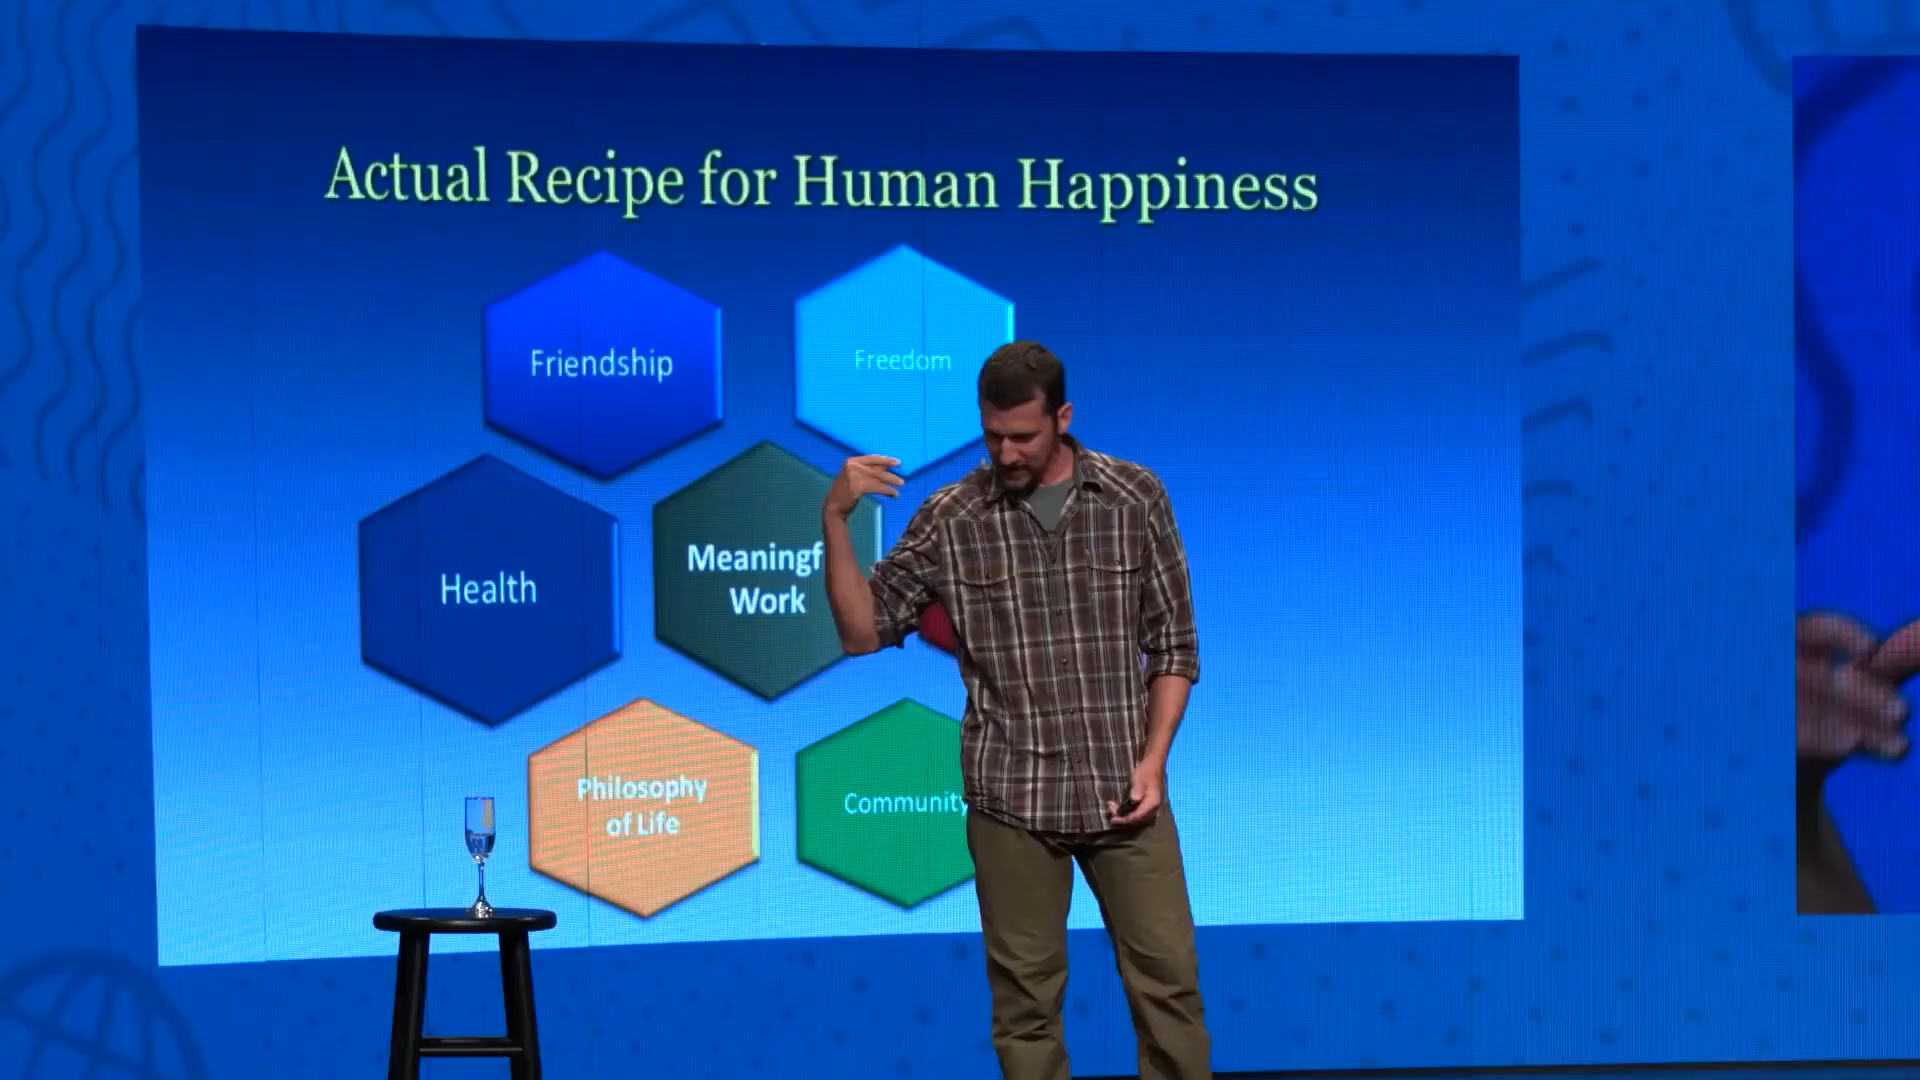 Actual Recipe for Human Happiness
Friendship
Freedom
Health
Meaningf
Work
Philosophy
of Life
Community